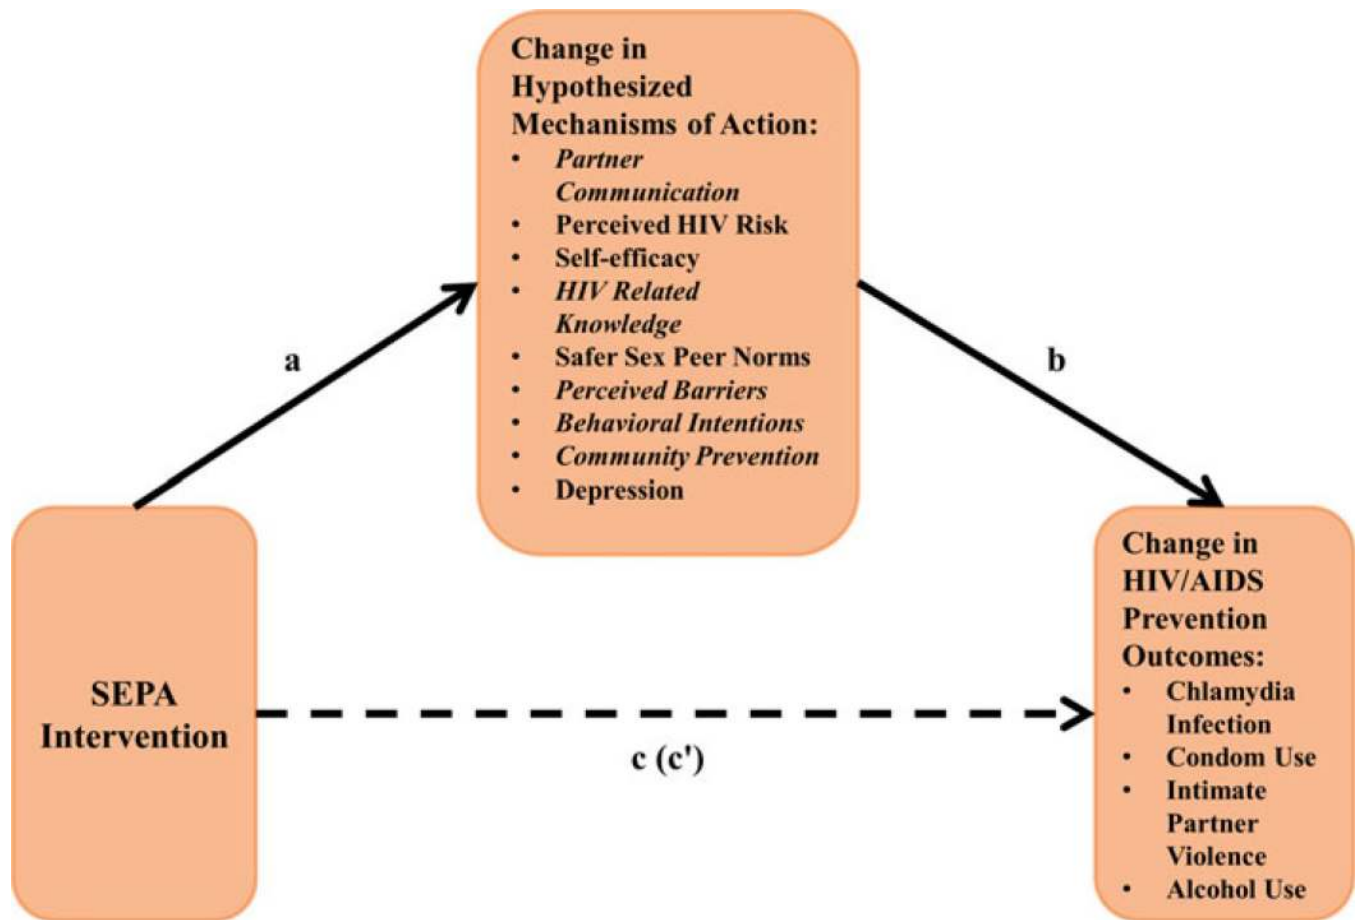 Change in
Hypothesized
Mechanisms of Action:
• Partner
Communication
• Perceived HIV Risk
• Self-efficacy
• HIV Related
Knowledge
• Safer Sex Peer Norms
• Perceived Barriers
• Behavioral Intentions
• Community Prevention
• Depression
a
b
SEPA
Intervention
c (c')
Change in
HIV/AIDS
Prevention
Outcomes:
• Chlamydia
Infection
• Condom Use
• Intimate
Partner
Violence
• Alcohol Use